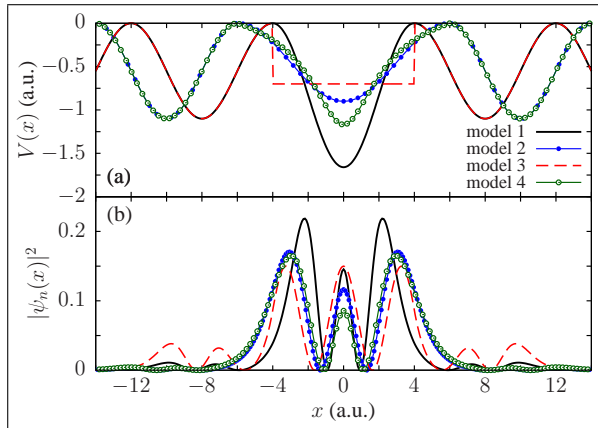 0
−0.5
−1
−1.5
−2
V(x) (a.u.)
(a)
model 1
model 2
model 3
model 4
(b)
0.2
0.1
0
|ψₙ(x)|²
−12 −8 −4 0 4 8 12
x (a.u.)